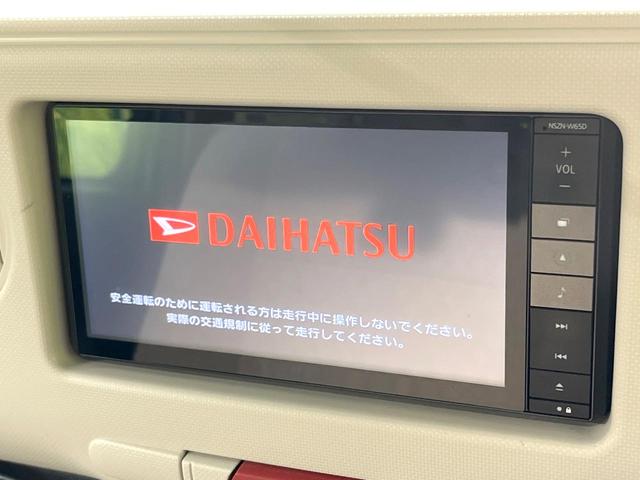 NSZN-W65D
+
VOL
−
DAIHATSU
安全運転のために運転される方は走行中に操作しないでください。
実際の交通規制に従って走行してください。